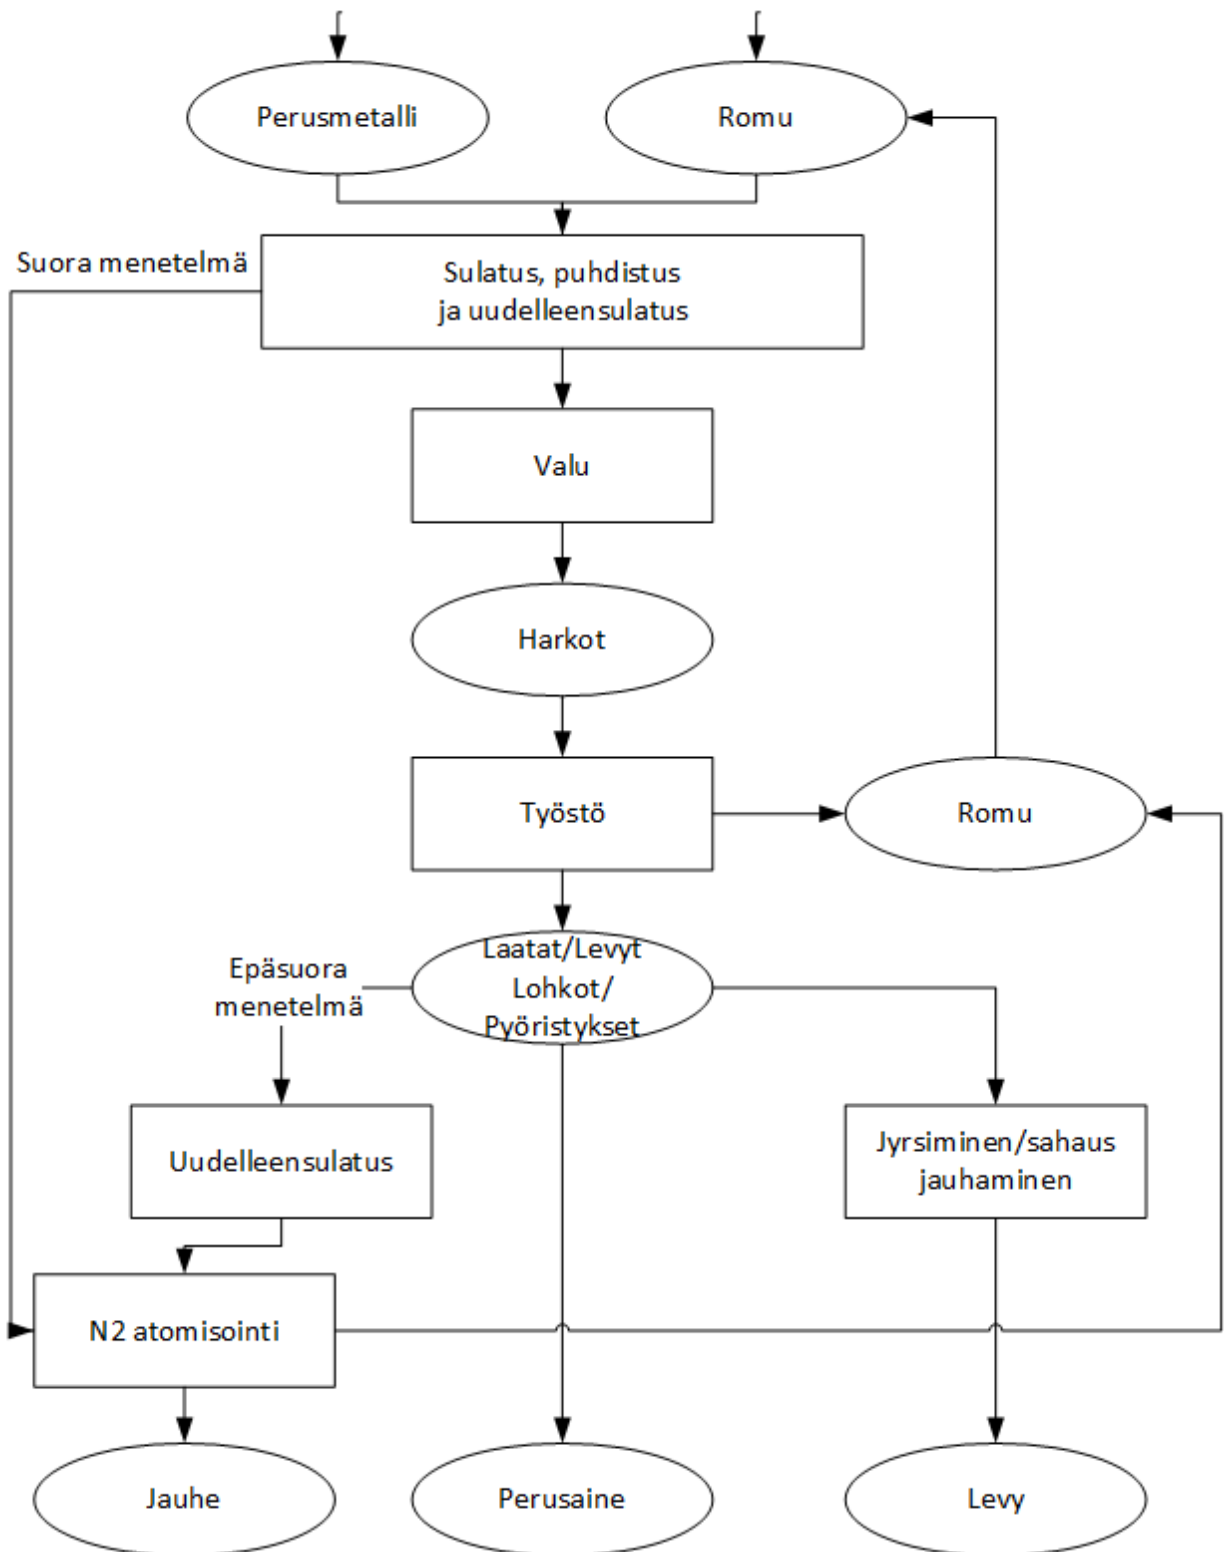 Perusmetalli
Romu
Suora menetelmä
Sulatus, puhdistus
ja uudelleensulatus
Valu
Harkot
Työstö
Romu
Laatat/Levyt
Lohkot/
Pyöristykset
Epäsuora
menetelmä
Uudelleensulatus
Jyrsiminen/sahaus
jauhaminen
N2 atomisointi
Jauhe
Perusaine
Levy